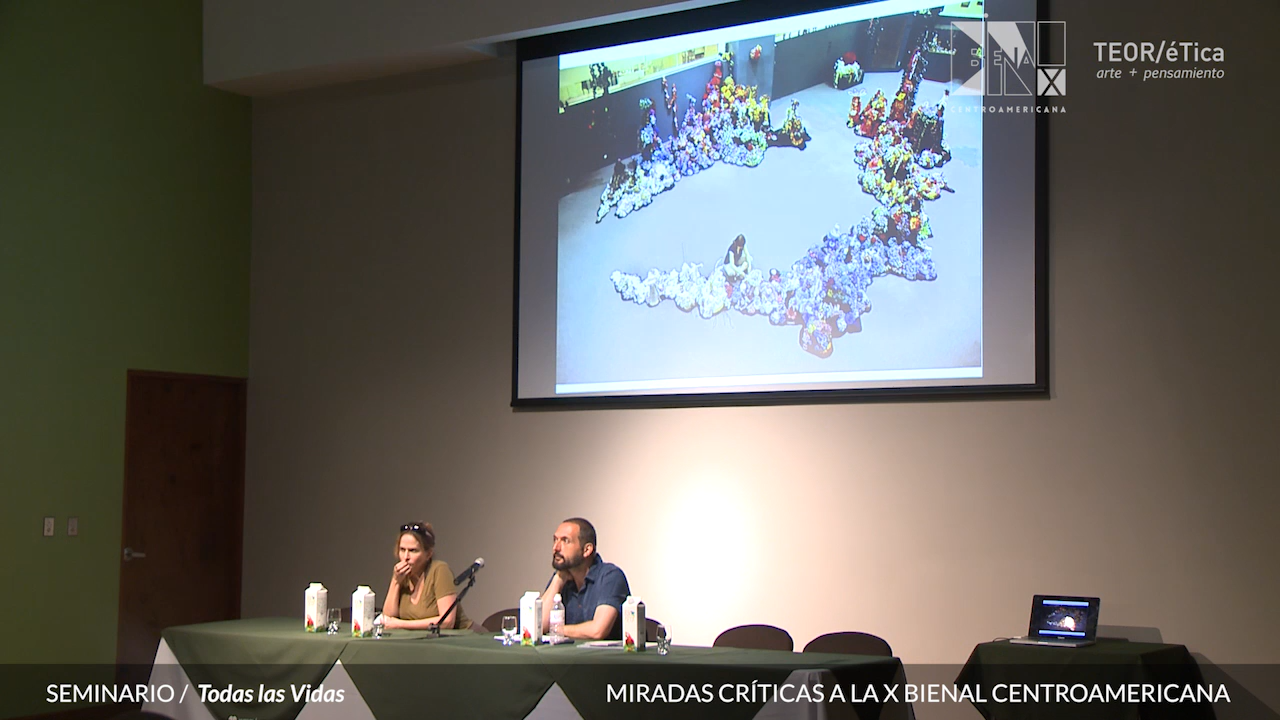 BIENAL
X
CENTROAMERICANA
TEOR/éTica
arte + pensamiento
SEMINARIO / Todas las Vidas
MIRADAS CRÍTICAS A LA X BIENAL CENTROAMERICANA